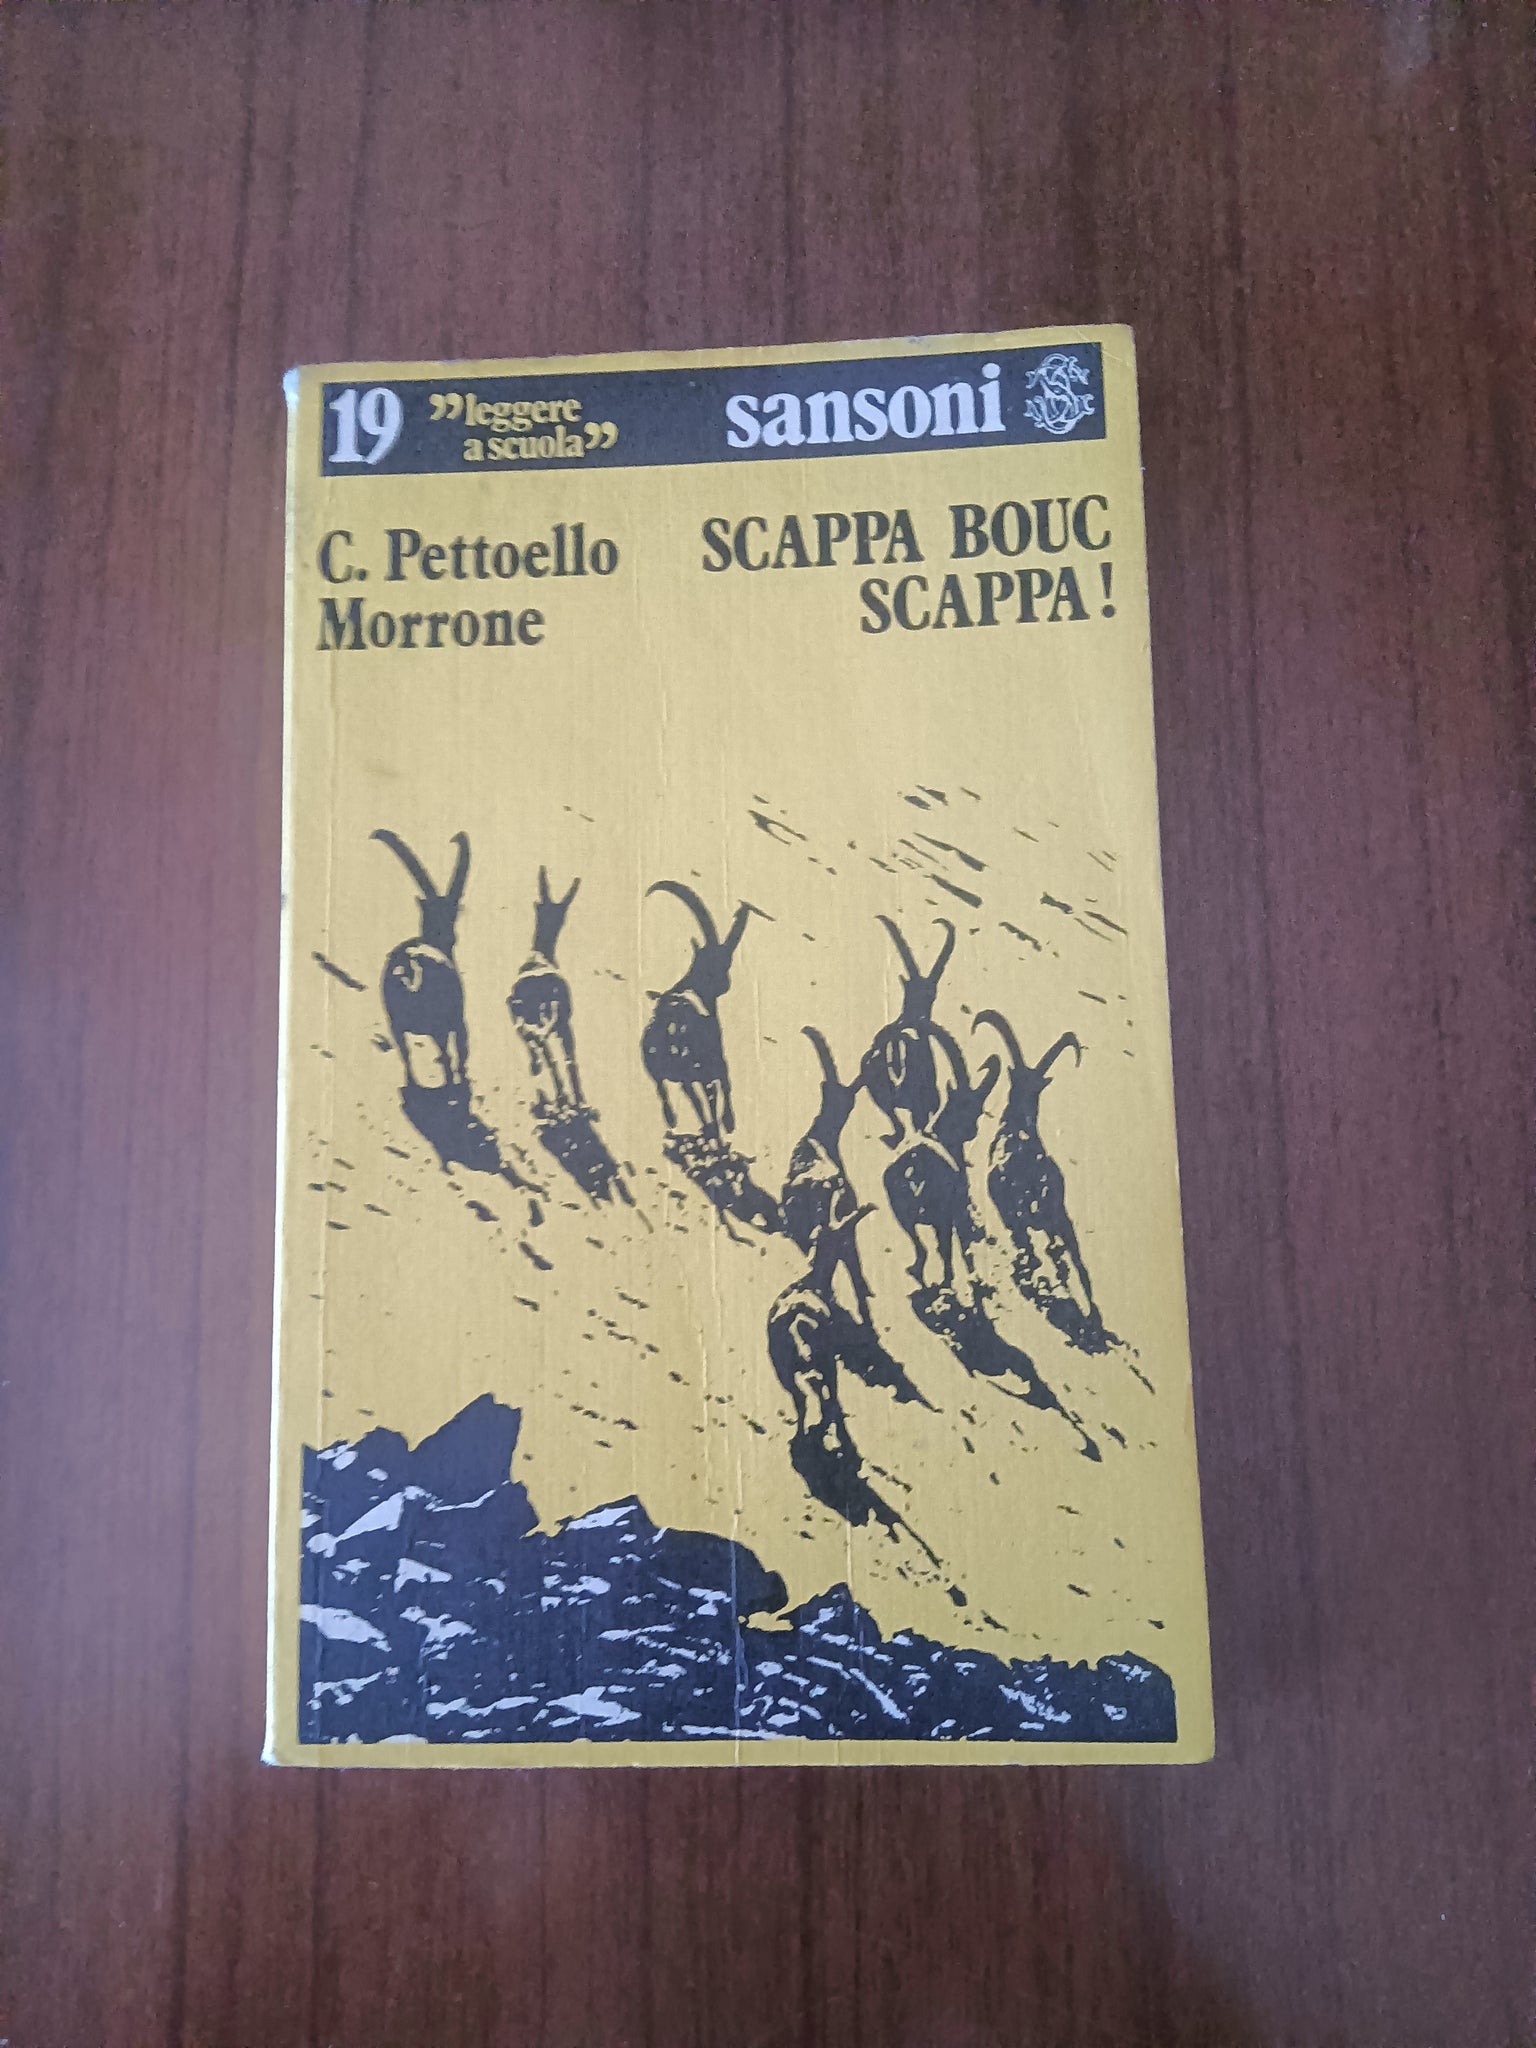 19 ”leggere
a scuola” sansoni
C. Pettoello
Morrone
SCAPPA BOUC
SCAPPA!